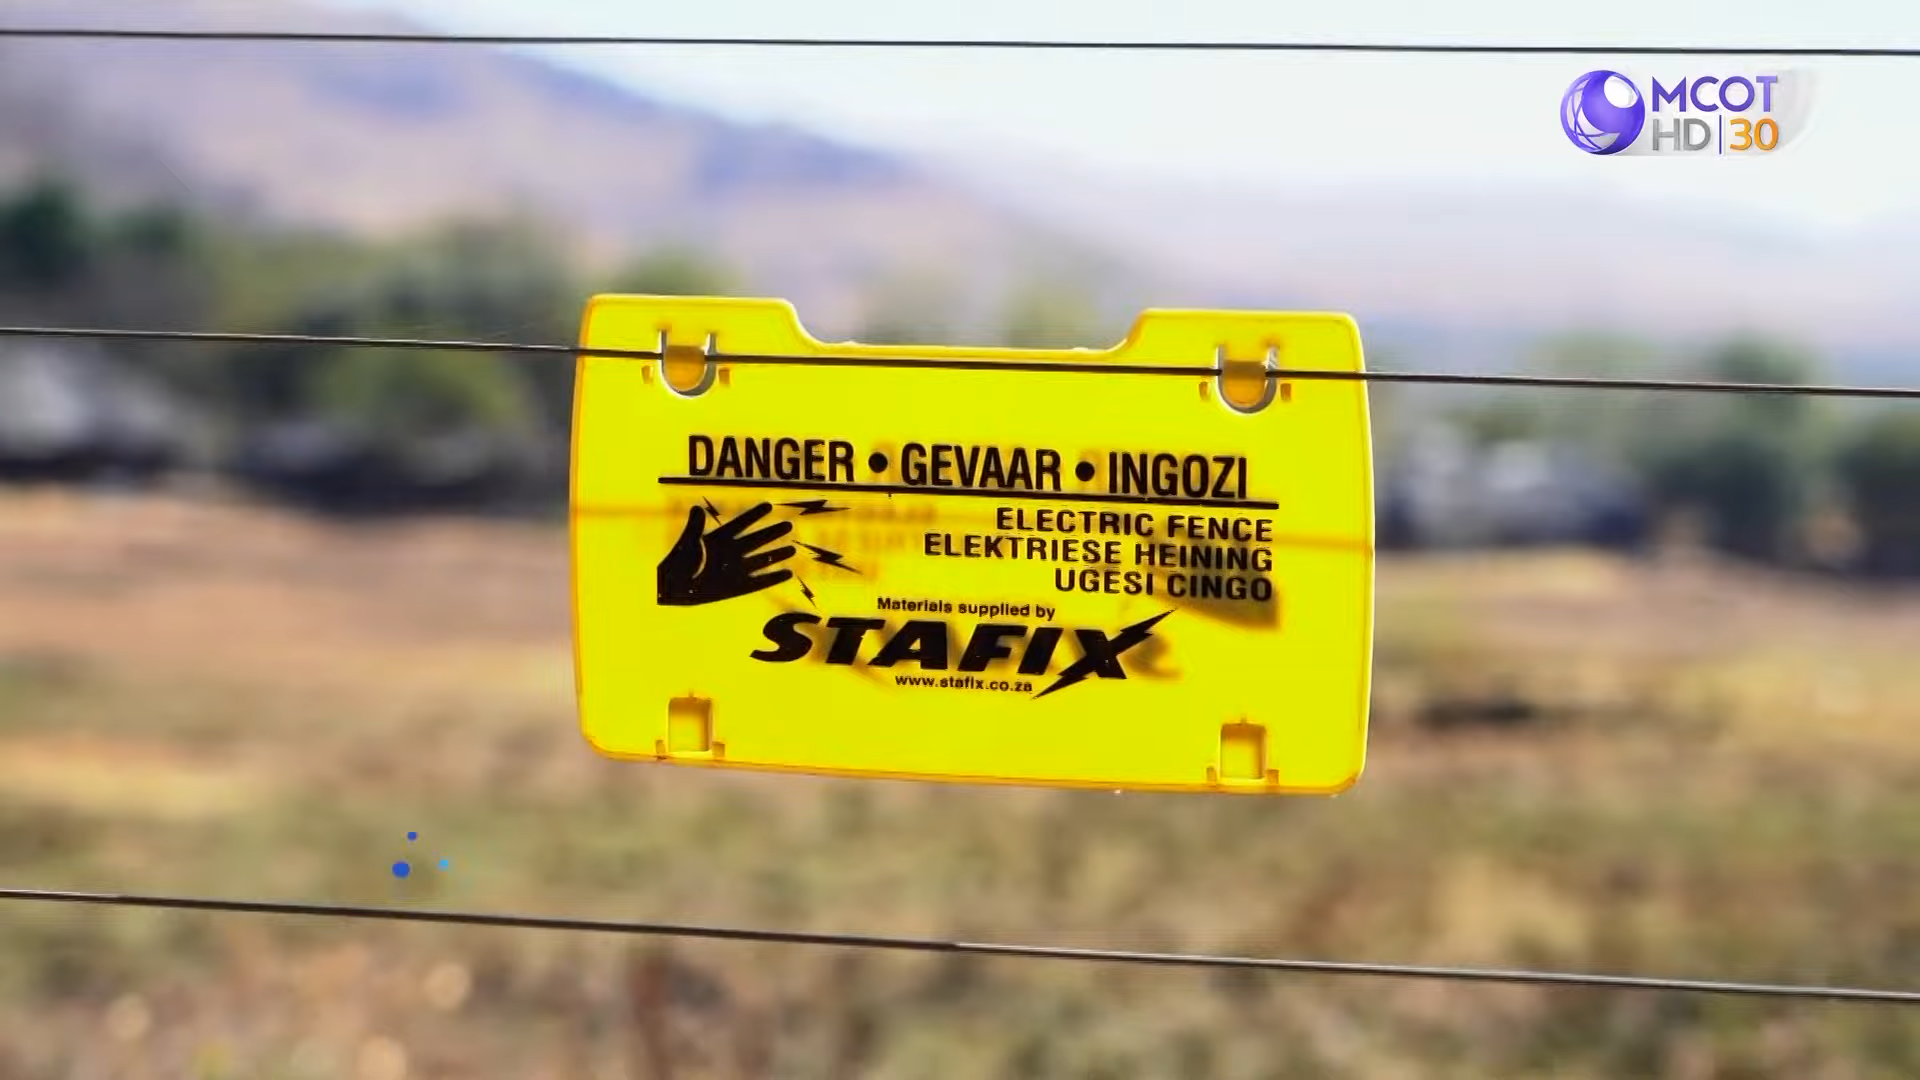 MCOT
HD|30
DANGER • GEVAAR • INGOZI
ELECTRIC FENCE
ELEKTRIESE HEINING
UGESI CINGO
Materials supplied by
STAFIX
www.stafix.co.za